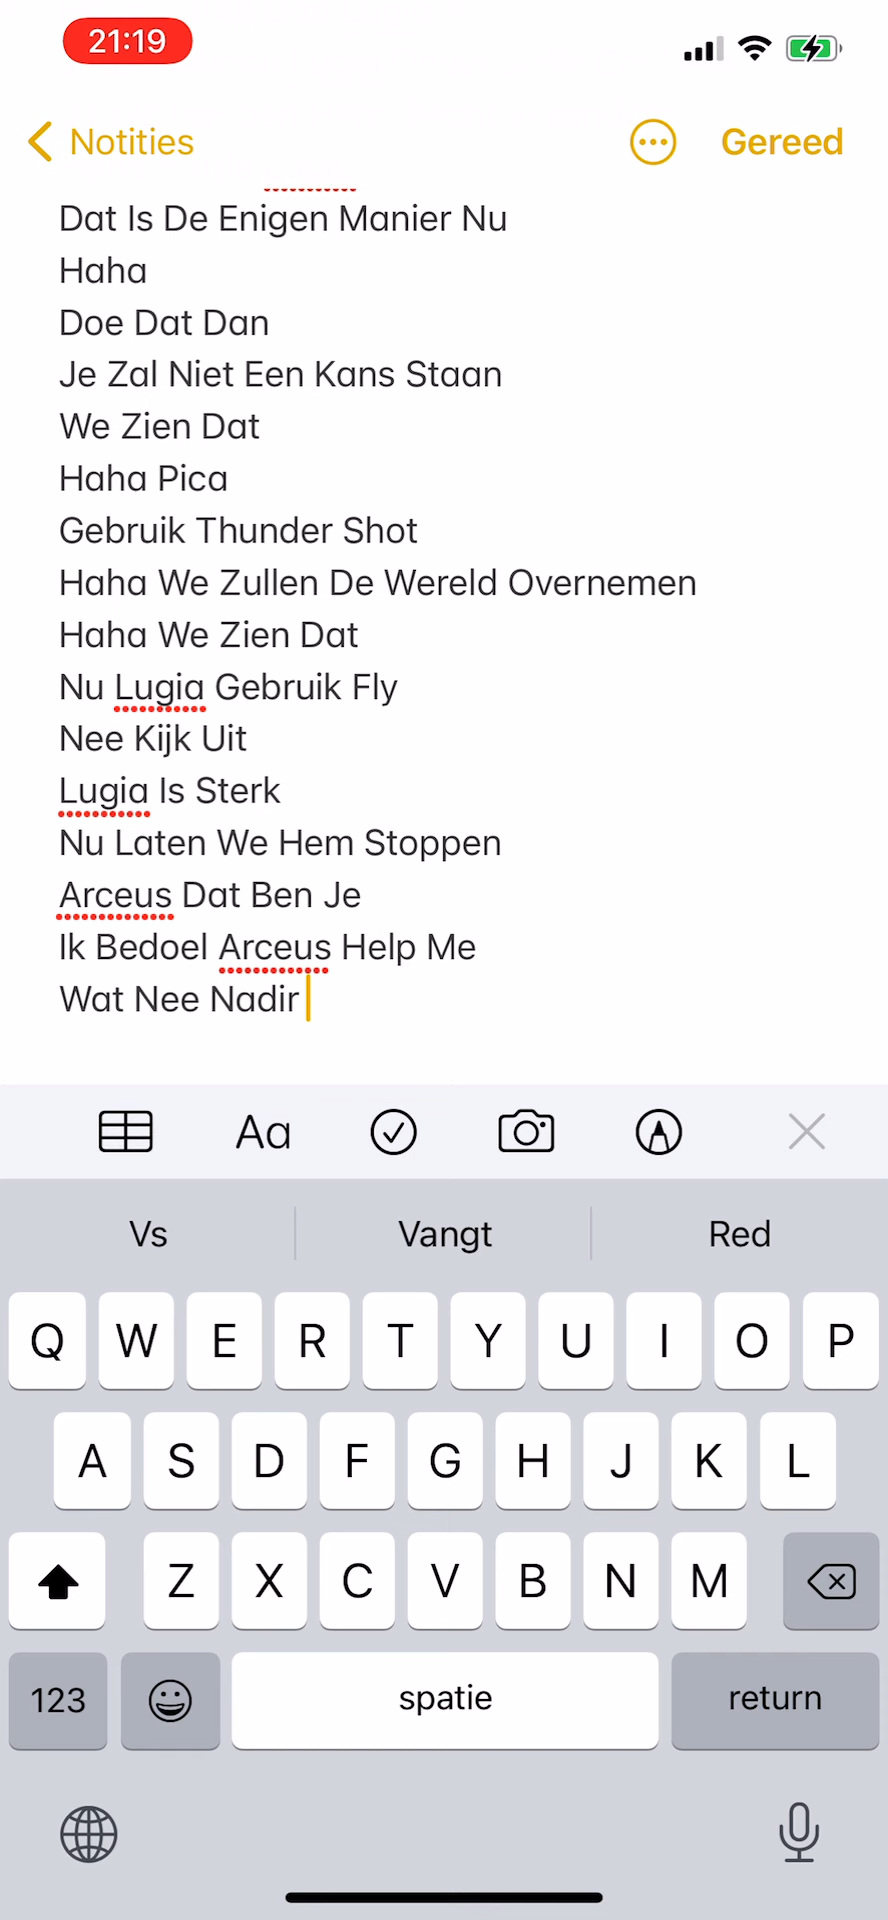 21:19
Notities
Gereed
Dat Is De Enigen Manier Nu
Haha
Doe Dat Dan
Je Zal Niet Een Kans Staan
We Zien Dat
Haha Pica
Gebruik Thunder Shot
Haha We Zullen De Wereld Overnemen
Haha We Zien Dat
Nu Lugia Gebruik Fly
Nee Kijk Uit
Lugia Is Sterk
Nu Laten We Hem Stoppen
Arceus Dat Ben Je
Ik Bedoel Arceus Help Me
Wat Nee Nadir
Aa
Vs Vangt Red
Q W E R T Y U I O P
A S D F G H J K L
Z X C V B N M
123 spatie return